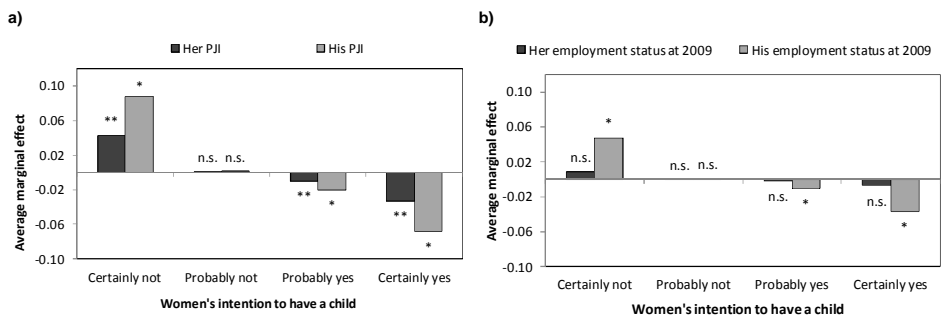 a)
Her PJI His PJI
Average marginal effect
0.10
0.06
0.02
-0.02
-0.06
-0.10
** *
n.s. n.s.
** *
** *
Certainly not Probably not Probably yes Certainly yes
Women's intention to have a child
b)
Her employment status at 2009 His employment status at 2009
Average marginal effect
0.10
0.06
0.02
-0.02
-0.06
-0.10
n.s. *
n.s. n.s.
n.s. *
n.s. *
Certainly not Probably not Probably yes Certainly yes
Women's intention to have a child